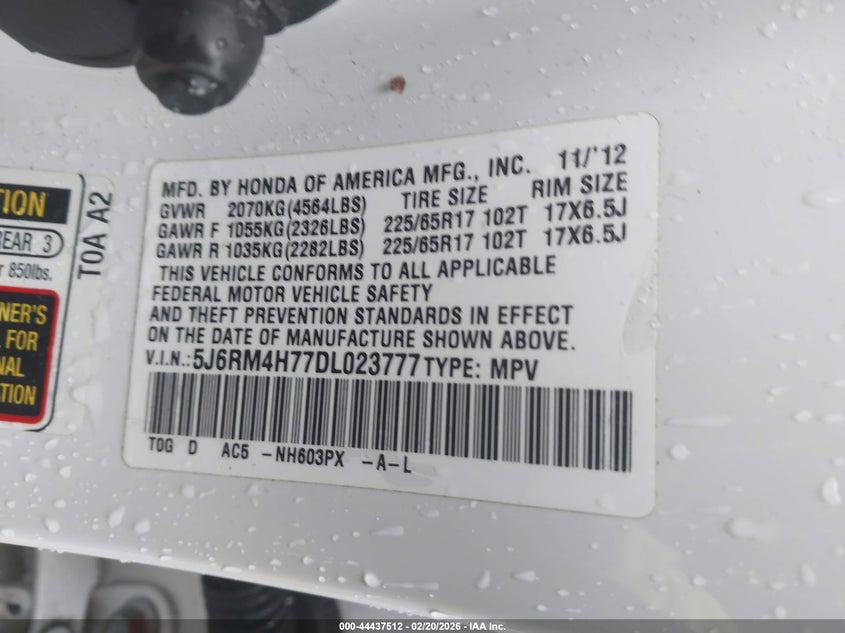 TION
REAR 3
850lbs.
NER'S
FOR
NAL
ATION
T0A A2
MFD. BY HONDA OF AMERICA MFG., INC. 11/'12
GVWR 2070KG(4564LBS) TIRE SIZE RIM SIZE
GAWR F 1055KG(2326LBS) 225/65R17 102T 17X6.5J
GAWR R 1035KG(2282LBS) 225/65R17 102T 17X6.5J
THIS VEHICLE CONFORMS TO ALL APPLICABLE
FEDERAL MOTOR VEHICLE SAFETY
AND THEFT PREVENTION STANDARDS IN EFFECT
ON THE DATE OF MANUFACTURE SHOWN ABOVE.
V.I.N.: 5J6RM4H77DL023777 TYPE: MPV
T0G D AC5 -NH603PX -A-L
000-44437512 - 02/20/2026 - IAA Inc.